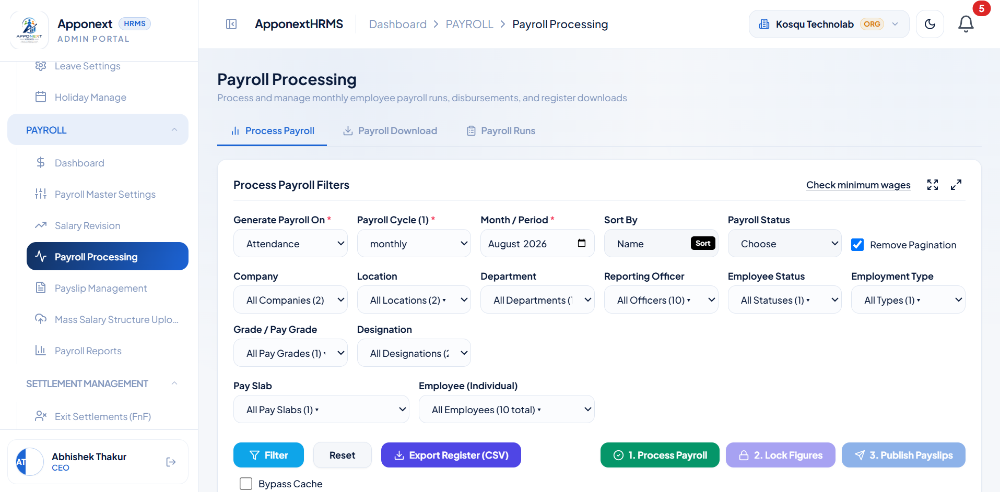 Apponext HRMS
ADMIN PORTAL
Leave Settings
Holiday Manage
PAYROLL
Dashboard
Payroll Master Settings
Salary Revision
Payroll Processing
Payslip Management
Mass Salary Structure Uplo...
Payroll Reports
SETTLEMENT MANAGEMENT
Exit Settlements (FnF)
AT
Abhishek Thakur
CEO
ApponextHRMS
Dashboard > PAYROLL > Payroll Processing
Kosqu Technolab ORG
5
Payroll Processing
Process and manage monthly employee payroll runs, disbursements, and register downloads
Process Payroll Payroll Download Payroll Runs
Process Payroll Filters Check minimum wages
Generate Payroll On * Payroll Cycle (1) * Month / Period * Sort By Payroll Status
Attendance monthly August 2026 Name Sort Choose Remove Pagination
Company Location Department Reporting Officer Employee Status Employment Type
All Companies (2) All Locations (2) ▾ All Departments (1 All Officers (10) ▾ All Statuses (1) ▾ All Types (1) ▾
Grade / Pay Grade Designation
All Pay Grades (1) ▾ All Designations (2
Pay Slab Employee (Individual)
All Pay Slabs (1) ▾ All Employees (10 total) ▾
Filter Reset Export Register (CSV) 1. Process Payroll 2. Lock Figures 3. Publish Payslips
Bypass Cache